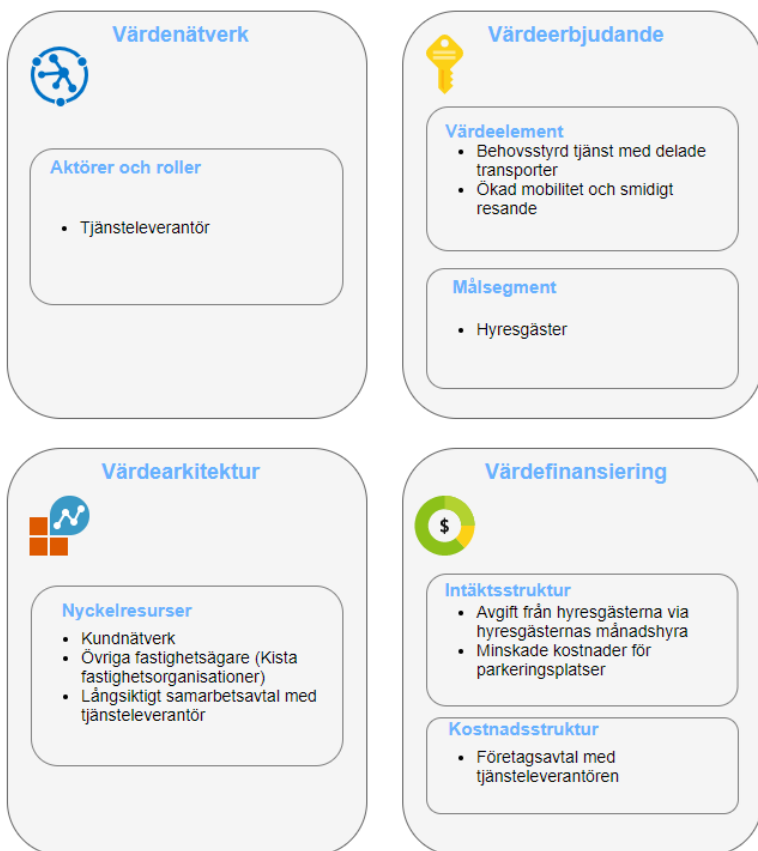 Värdenätverk
Aktörer och roller
• Tjänsteleverantör
Värdeerbjudande
Värdeelement
• Behovsstyrd tjänst med delade
transporter
• Ökad mobilitet och smidigt
resande
Målsegment
• Hyresgäster
Värdearkitektur
Nyckelresurser
• Kundnätverk
• Övriga fastighetsägare (Kista
fastighetsorganisationer)
• Långsiktigt samarbetsavtal med
tjänsteleverantör
Värdefinansiering
$
Intäktsstruktur
• Avgift från hyresgästerna via
hyresgästernas månadshyra
• Minskade kostnader för
parkeringsplatser
Kostnadsstruktur
• Företagsavtal med
tjänsteleverantören